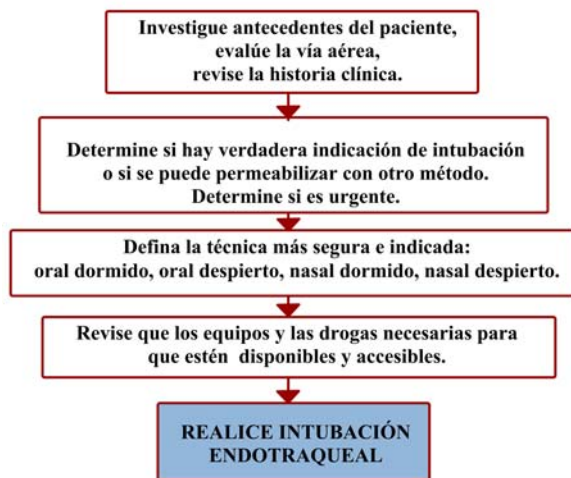 Investigue antecedentes del paciente,
evalúe la vía aérea,
revise la historia clínica.
Determine si hay verdadera indicación de intubación
o si se puede permeabilizar con otro método.
Determine si es urgente.
Defina la técnica más segura e indicada:
oral dormido, oral despierto, nasal dormido, nasal despierto.
Revise que los equipos y las drogas necesarias para
que estén disponibles y accesibles.
REALICE INTUBACIÓN
ENDOTRAQUEAL